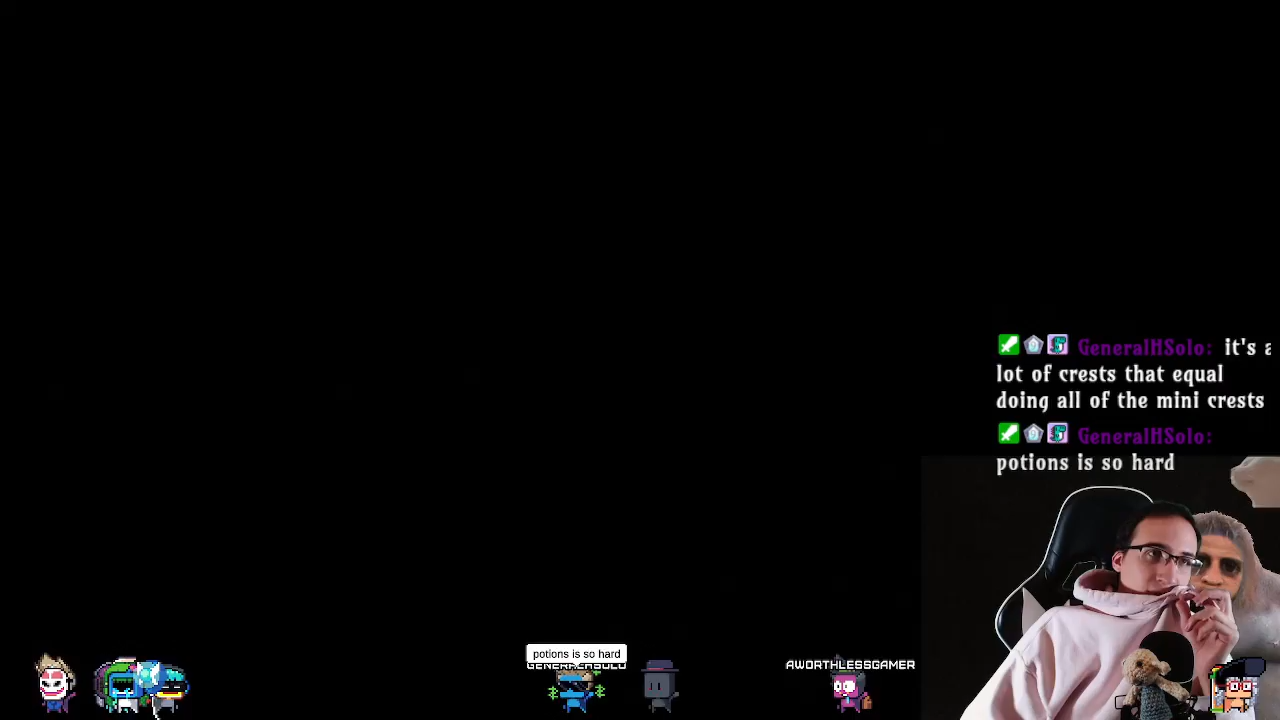 GeneralHSolo: it's a
lot of crests that equal
doing all of the mini crests
GeneralHSolo:
potions is so hard
potions is so hard
GENERALHSOLO
AWORTHLESSGAMER